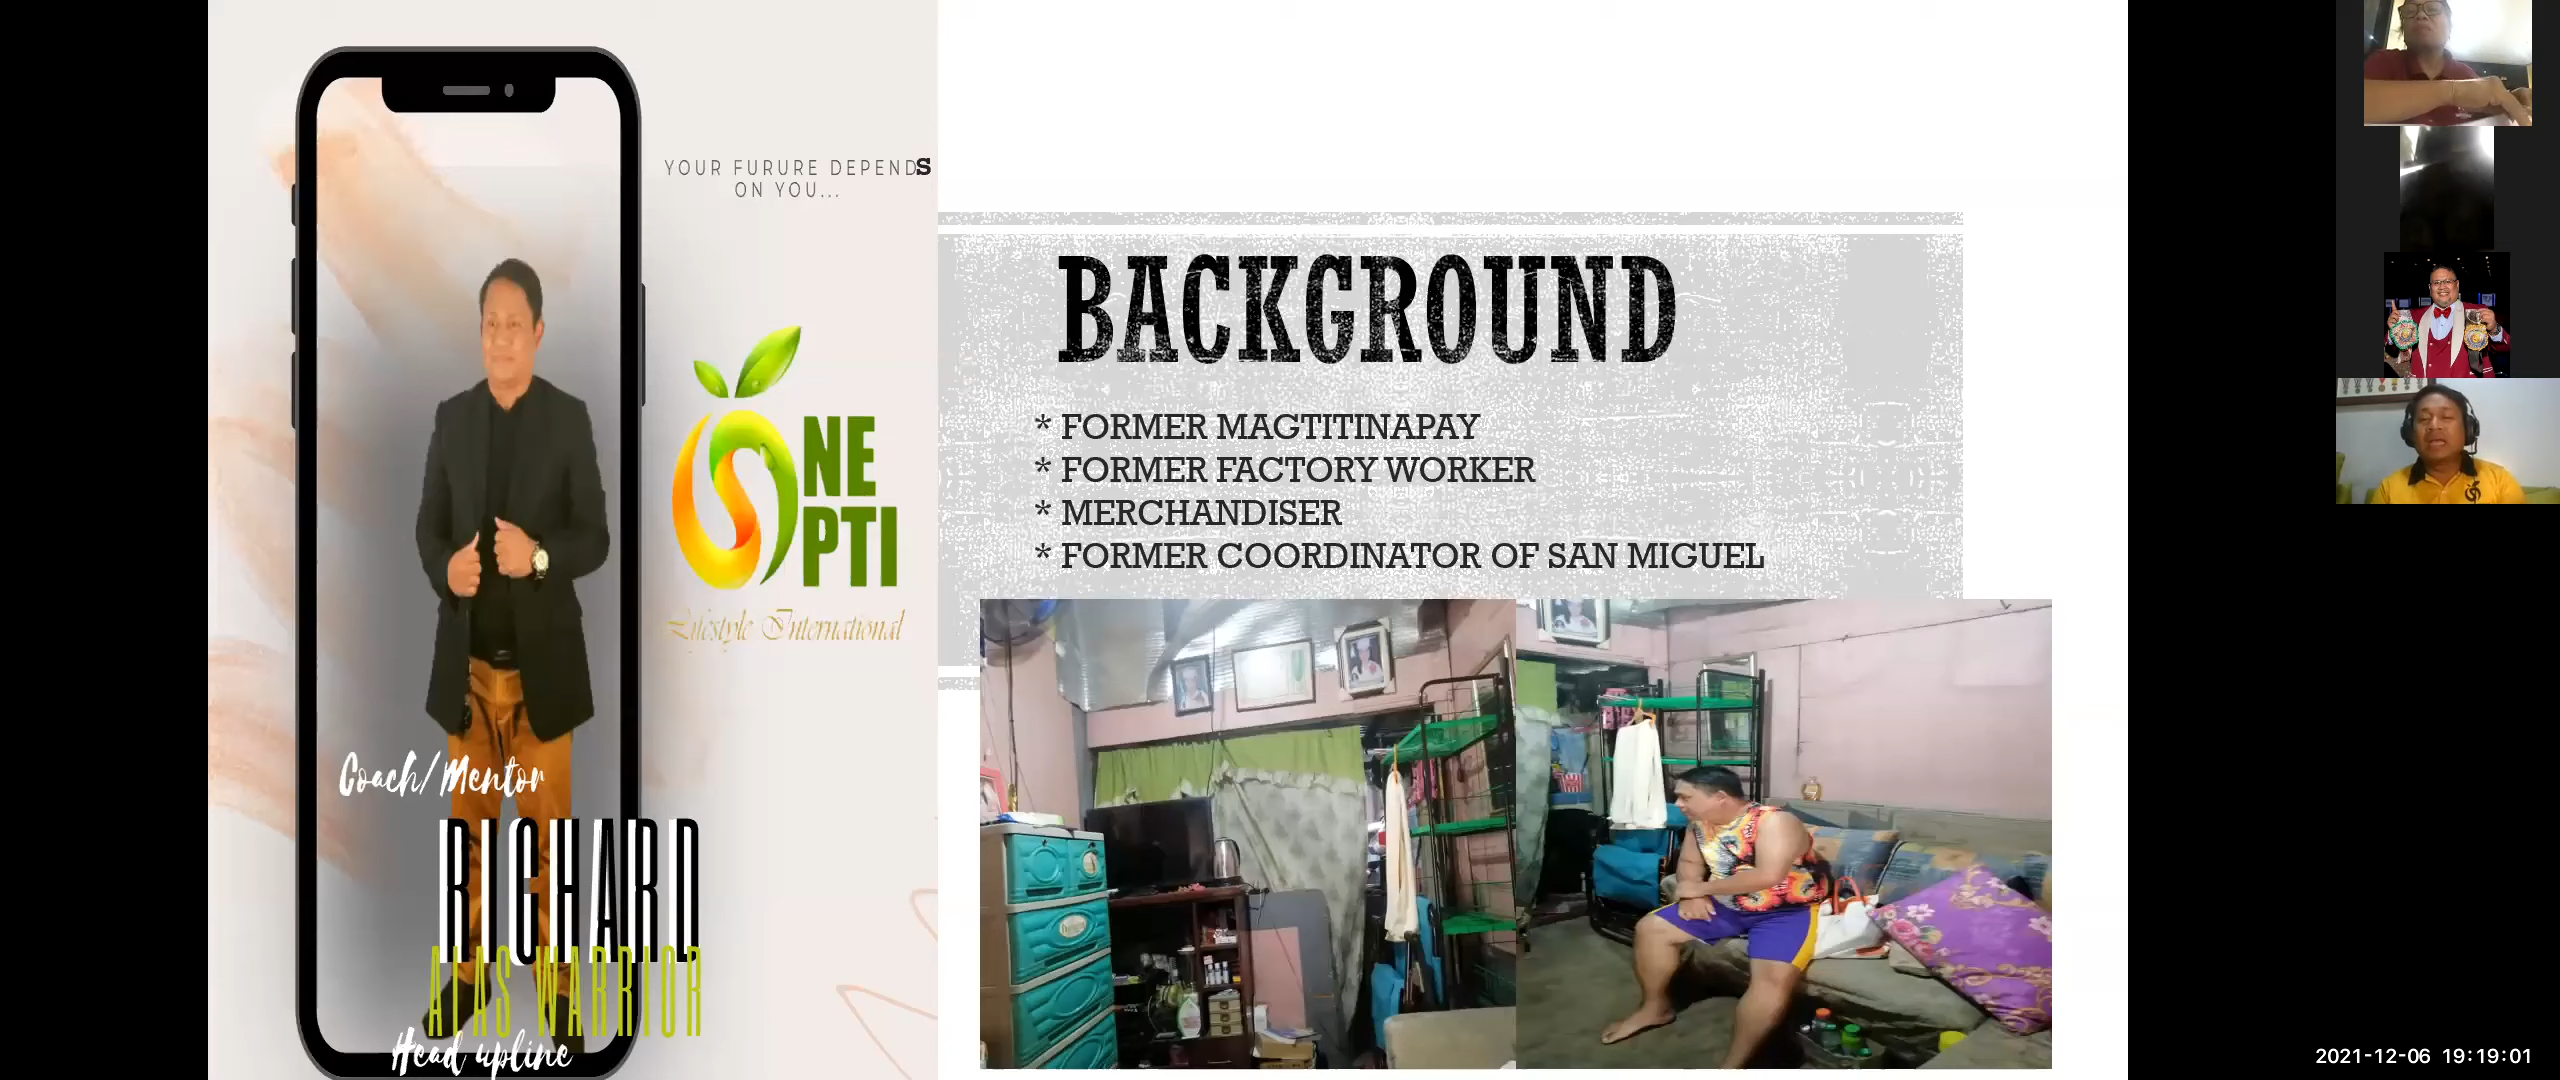 YOUR FURURE DEPENDS
ON YOU...
NE
PTI
Lifestyle International
Coach/Mentor
RICHARD
ALAS WARRIOR
Head upline
BACKGROUND
* FORMER MAGTITINAPAY
* FORMER FACTORY WORKER
* MERCHANDISER
* FORMER COORDINATOR OF SAN MIGUEL
2021-12-06 19:19:01